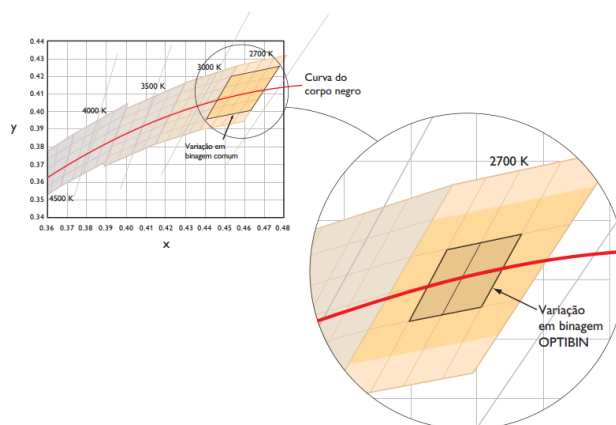 0.44
0.43
0.42
0.41
0.40
0.39
0.38
0.37
0.36
0.35
0.34
y
0.36 0.37 0.38 0.39 0.40 0.41 0.42 0.43 0.44 0.45 0.46 0.47 0.48
x
2700 K
3000 K
3500 K
4000 K
4500 K
Curva do
corpo negro
Variação em
binagem comum
2700 K
Variação
em binagem
OPTIBIN